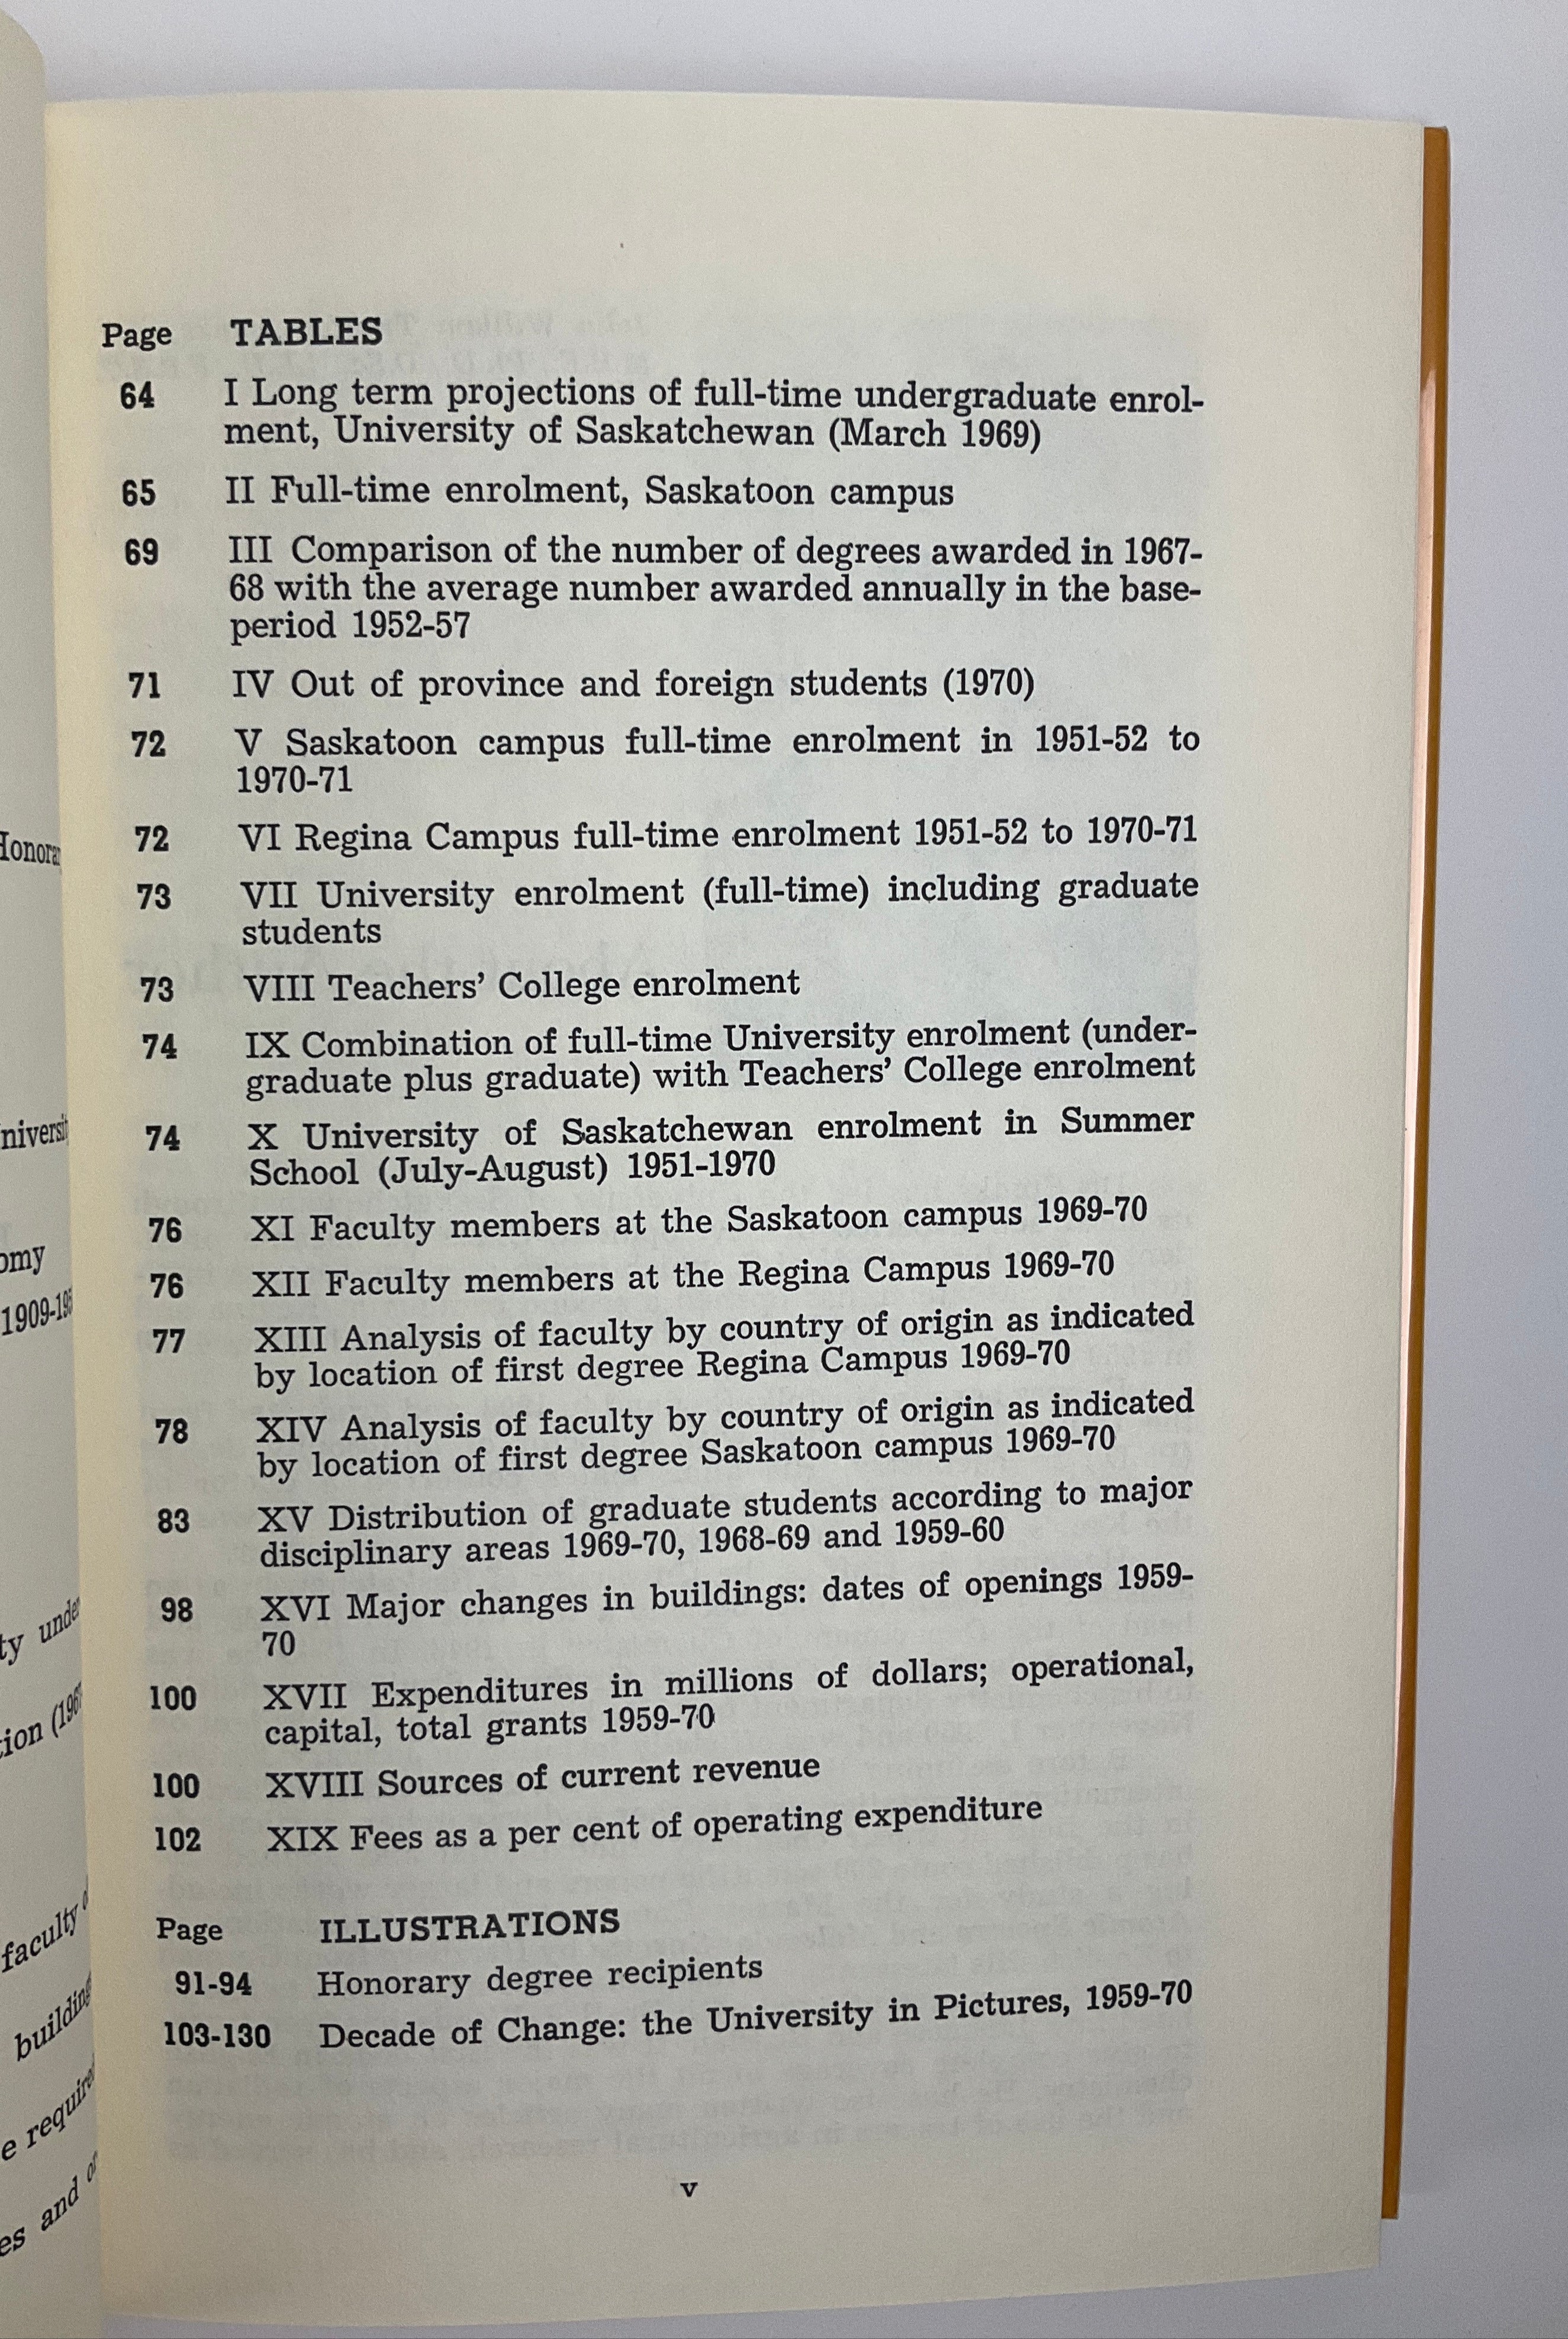 Page TABLES
64 I Long term projections of full-time undergraduate enrol-
ment, University of Saskatchewan (March 1969)
65 II Full-time enrolment, Saskatoon campus
69 III Comparison of the number of degrees awarded in 1967-
68 with the average number awarded annually in the base-
period 1952-57
71 IV Out of province and foreign students (1970)
72 V Saskatoon campus full-time enrolment in 1951-52 to
1970-71
72 VI Regina Campus full-time enrolment 1951-52 to 1970-71
73 VII University enrolment (full-time) including graduate
students
73 VIII Teachers' College enrolment
74 IX Combination of full-time University enrolment (under-
graduate plus graduate) with Teachers' College enrolment
74 X University of Saskatchewan enrolment in Summer
School (July-August) 1951-1970
76 XI Faculty members at the Saskatoon campus 1969-70
76 XII Faculty members at the Regina Campus 1969-70
77 XIII Analysis of faculty by country of origin as indicated
by location of first degree Regina Campus 1969-70
78 XIV Analysis of faculty by country of origin as indicated
by location of first degree Saskatoon campus 1969-70
83 XV Distribution of graduate students according to major
disciplinary areas 1969-70, 1968-69 and 1959-60
98 XVI Major changes in buildings: dates of openings 1959-
70
100 XVII Expenditures in millions of dollars; operational,
capital, total grants 1959-70
100 XVIII Sources of current revenue
102 XIX Fees as a per cent of operating expenditure
Page ILLUSTRATIONS
91-94 Honorary degree recipients
103-130 Decade of Change: the University in Pictures, 1959-70
v